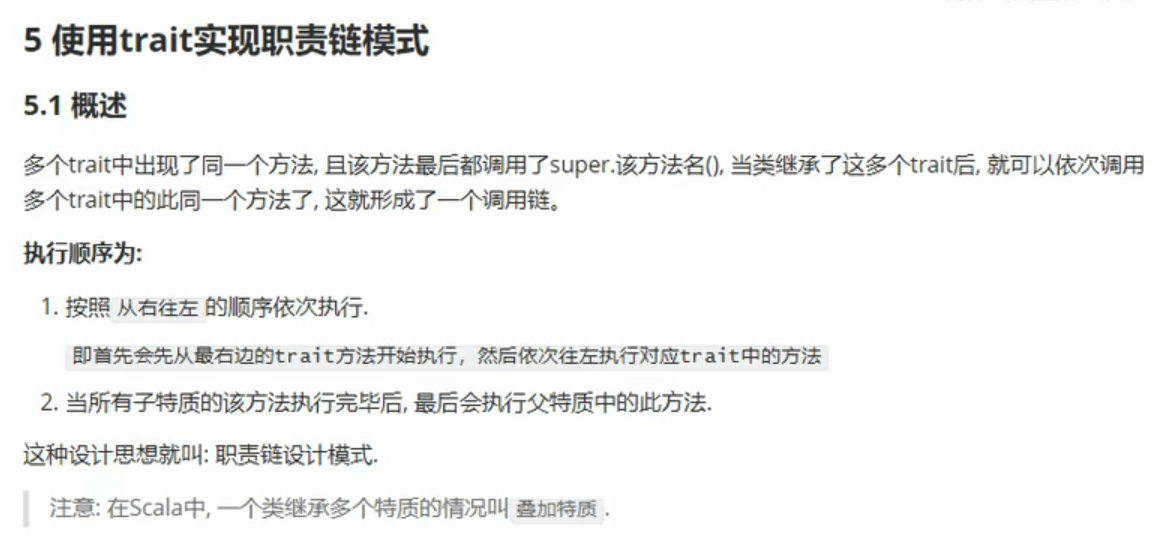 5 使用trait实现职责链模式
5.1 概述
多个trait中出现了同一个方法, 且该方法最后都调用了super.该方法名(), 当类继承了这多个trait后, 就可以依次调用
多个trait中的此同一个方法了, 这就形成了一个调用链。
执行顺序为:
1. 按照 从右往左 的顺序依次执行.
即首先会先从最右边的trait方法开始执行，然后依次往左执行对应trait中的方法
2. 当所有子特质的该方法执行完毕后, 最后会执行父特质中的此方法.
这种设计思想就叫: 职责链设计模式.
注意: 在Scala中, 一个类继承多个特质的情况叫 叠加特质 .